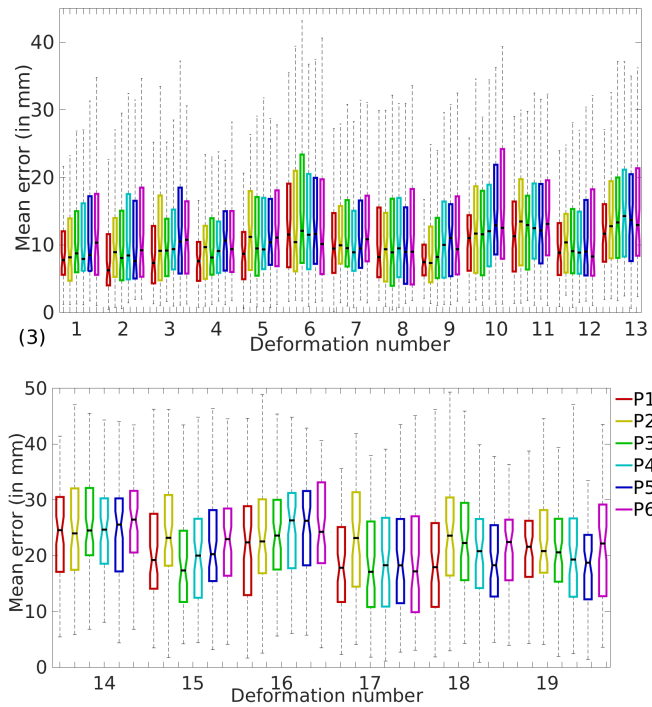 Mean error (in mm)
40
30
20
10
0
1 2 3 4 5 6 7 8 9 10 11 12 13
(3)
Deformation number
Mean error (in mm)
50
40
30
20
10
0
P1
P2
P3
P4
P5
P6
14 15 16 17 18 19
Deformation number